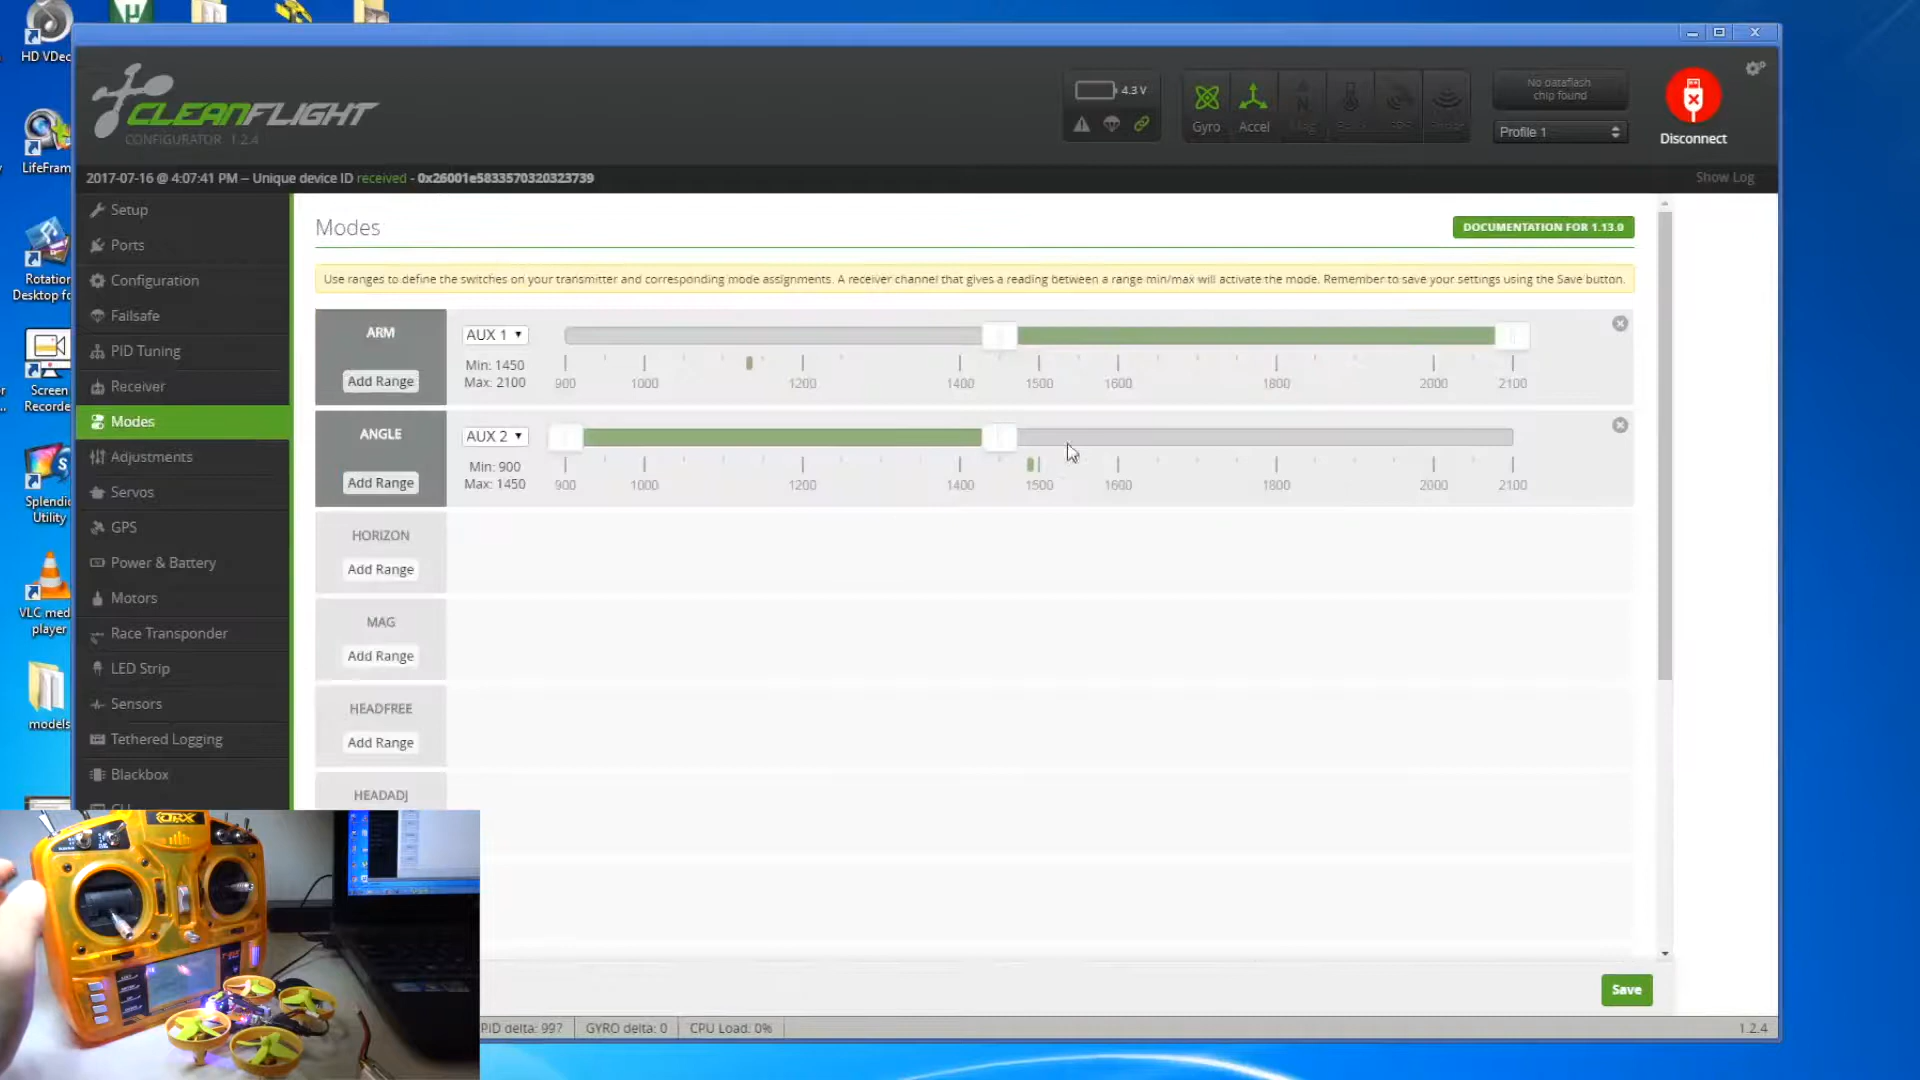 HD VDec
LifeFram
Rotation
Desktop fo
Screen
Recorde
Splendid
Utility
VLC med
player
models
CLEANFLIGHT
CONFIGURATOR 1.2.4
4.3 V
Gyro
Accel
Mag
No dataflash
chip found
Profile 1
Disconnect
2017-07-16 @ 4:07:41 PM -- Unique device ID received - 0x26001e5833570320323739
Show Log
Setup
Ports
Configuration
Failsafe
PID Tuning
Receiver
Modes
Adjustments
Servos
GPS
Power & Battery
Motors
Race Transponder
LED Strip
Sensors
Tethered Logging
Blackbox
Modes
DOCUMENTATION FOR 1.13.0
Use ranges to define the switches on your transmitter and corresponding mode assignments. A receiver channel that gives a reading between a range min/max will activate the mode. Remember to save your settings using the Save button.
ARM
Add Range
AUX 1
Min: 1450
Max: 2100
900 1000 1200 1400 1500 1600 1800 2000 2100
ANGLE
Add Range
AUX 2
Min: 900
Max: 1450
900 1000 1200 1400 1500 1600 1800 2000 2100
HORIZON
Add Range
MAG
Add Range
HEADFREE
Add Range
HEADADJ
Save
PID delta: 997 GYRO delta: 0 CPU Load: 0%
1.2.4